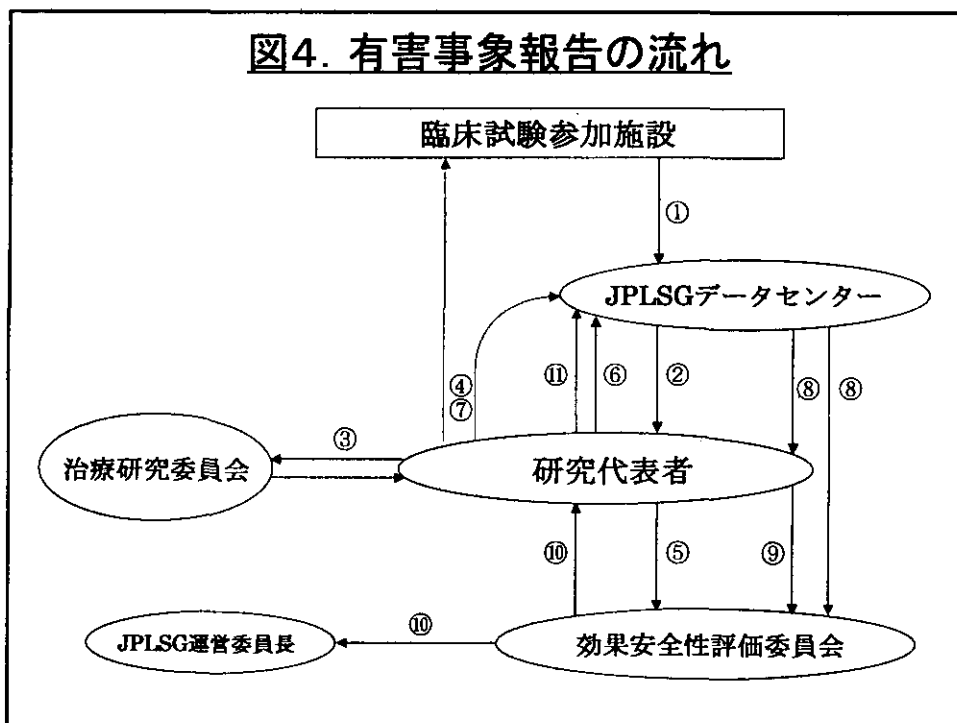 図4. 有害事象報告の流れ
臨床試験参加施設
①
JPLSGデータセンター
④
⑦
⑪
⑥
②
⑧
⑧
③
治療研究委員会
研究代表者
⑩
⑤
⑨
JPLSG運営委員長
⑩
効果安全性評価委員会